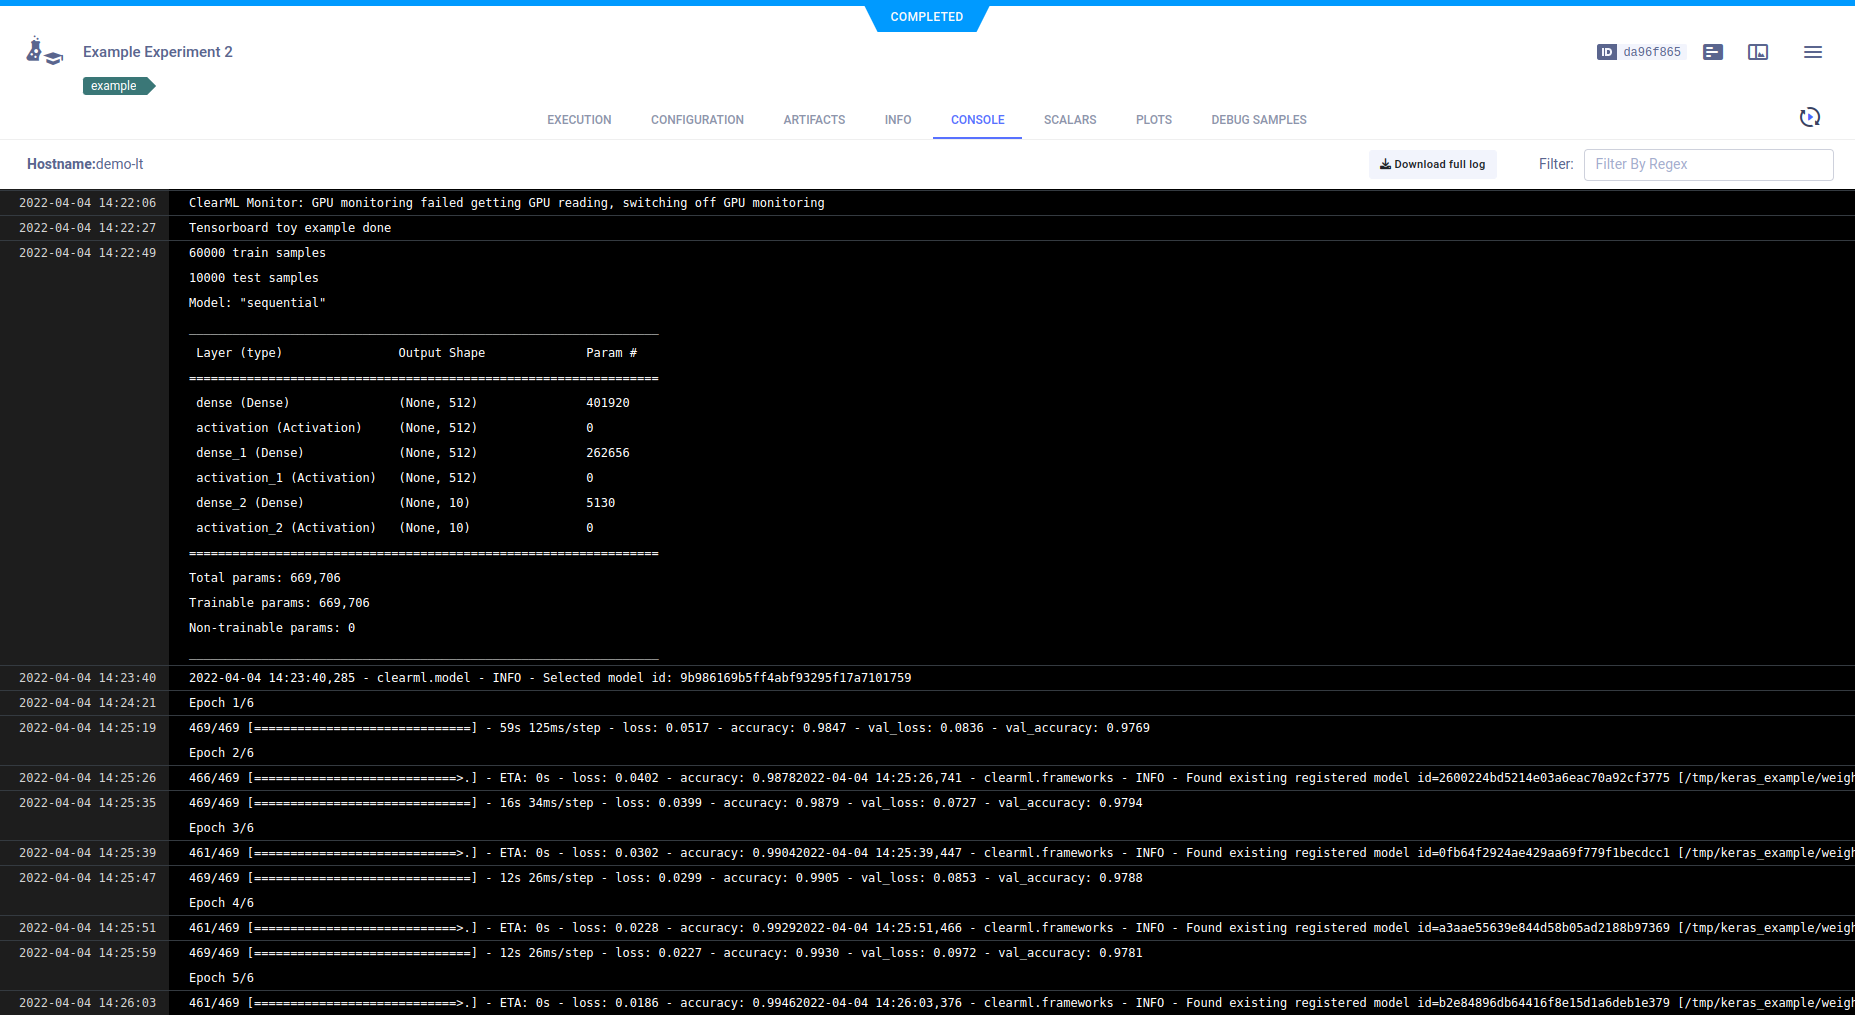 COMPLETED
Example Experiment 2
ID da96f865
example
EXECUTION CONFIGURATION ARTIFACTS INFO CONSOLE SCALARS PLOTS DEBUG SAMPLES
Hostname:demo-lt
Download full log
Filter: Filter By Regex
2022-04-04 14:22:06 ClearML Monitor: GPU monitoring failed getting GPU reading, switching off GPU monitoring
2022-04-04 14:22:27 Tensorboard toy example done
2022-04-04 14:22:49 60000 train samples
10000 test samples
Model: "sequential"
_________________________________________________________________
Layer (type) Output Shape Param #
=================================================================
dense (Dense) (None, 512) 401920
activation (Activation) (None, 512) 0
dense_1 (Dense) (None, 512) 262656
activation_1 (Activation) (None, 512) 0
dense_2 (Dense) (None, 10) 5130
activation_2 (Activation) (None, 10) 0
=================================================================
Total params: 669,706
Trainable params: 669,706
Non-trainable params: 0
_________________________________________________________________
2022-04-04 14:23:40 2022-04-04 14:23:40,285 - clearml.model - INFO - Selected model id: 9b986169b5ff4abf93295f17a7101759
2022-04-04 14:24:21 Epoch 1/6
2022-04-04 14:25:19 469/469 [==============================] - 59s 125ms/step - loss: 0.0517 - accuracy: 0.9847 - val_loss: 0.0836 - val_accuracy: 0.9769
Epoch 2/6
2022-04-04 14:25:26 466/469 [============================>.] - ETA: 0s - loss: 0.0402 - accuracy: 0.98782022-04-04 14:25:26,741 - clearml.frameworks - INFO - Found existing registered model id=2600224bd5214e03a6eac70a92cf3775 [/tmp/keras_example/weigh
2022-04-04 14:25:35 469/469 [==============================] - 16s 34ms/step - loss: 0.0399 - accuracy: 0.9879 - val_loss: 0.0727 - val_accuracy: 0.9794
Epoch 3/6
2022-04-04 14:25:39 461/469 [============================>.] - ETA: 0s - loss: 0.0302 - accuracy: 0.99042022-04-04 14:25:39,447 - clearml.frameworks - INFO - Found existing registered model id=0fb64f2924ae429aa69f779f1becdcc1 [/tmp/keras_example/weigh
2022-04-04 14:25:47 469/469 [==============================] - 12s 26ms/step - loss: 0.0299 - accuracy: 0.9905 - val_loss: 0.0853 - val_accuracy: 0.9788
Epoch 4/6
2022-04-04 14:25:51 461/469 [============================>.] - ETA: 0s - loss: 0.0228 - accuracy: 0.99292022-04-04 14:25:51,466 - clearml.frameworks - INFO - Found existing registered model id=a3aae55639e844d58b05ad2188b97369 [/tmp/keras_example/weigh
2022-04-04 14:25:59 469/469 [==============================] - 12s 26ms/step - loss: 0.0227 - accuracy: 0.9930 - val_loss: 0.0972 - val_accuracy: 0.9781
Epoch 5/6
2022-04-04 14:26:03 461/469 [============================>.] - ETA: 0s - loss: 0.0186 - accuracy: 0.99462022-04-04 14:26:03,376 - clearml.frameworks - INFO - Found existing registered model id=b2e84896db64416f8e15d1a6deb1e379 [/tmp/keras_example/weigh